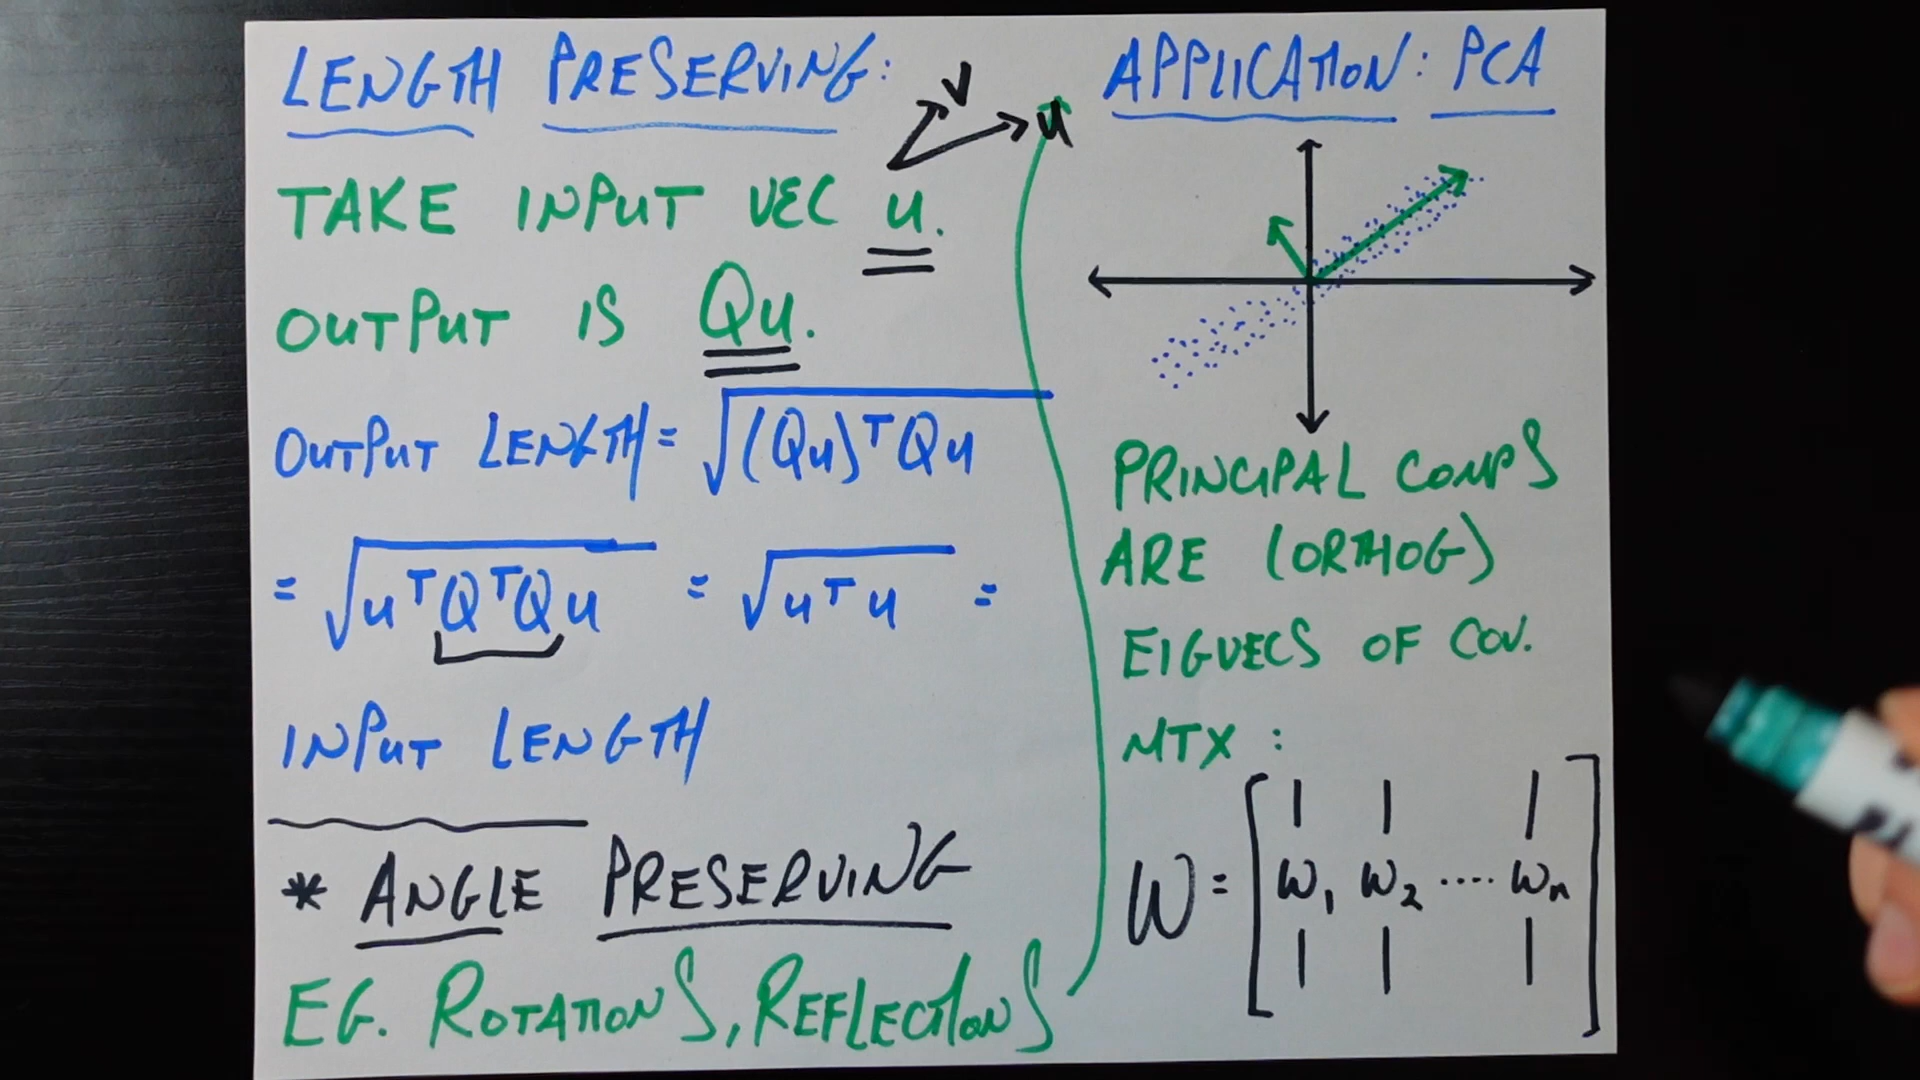 LENGTH PRESERVING:
V
u
TAKE INPUT VEC u.
OUTPUT IS Qu.
OUTPUT LENGTH = √(Qu)ᵀQu
= √uᵀQᵀQu = √uᵀu =
INPUT LENGTH
* ANGLE PRESERVING
EG. ROTATIONS, REFLECTIONS
APPLICATION: PCA
PRINCIPAL COMPS
ARE (ORTHOG)
EIGVECS OF COV.
MTX:
W = [w₁ w₂ .... wₙ]